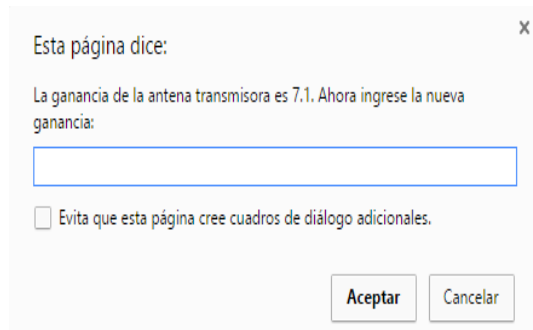 Esta página dice:
La ganancia de la antena transmisora es 7.1. Ahora ingrese la nueva
ganancia:
Evita que esta página cree cuadros de diálogo adicionales.
Aceptar Cancelar